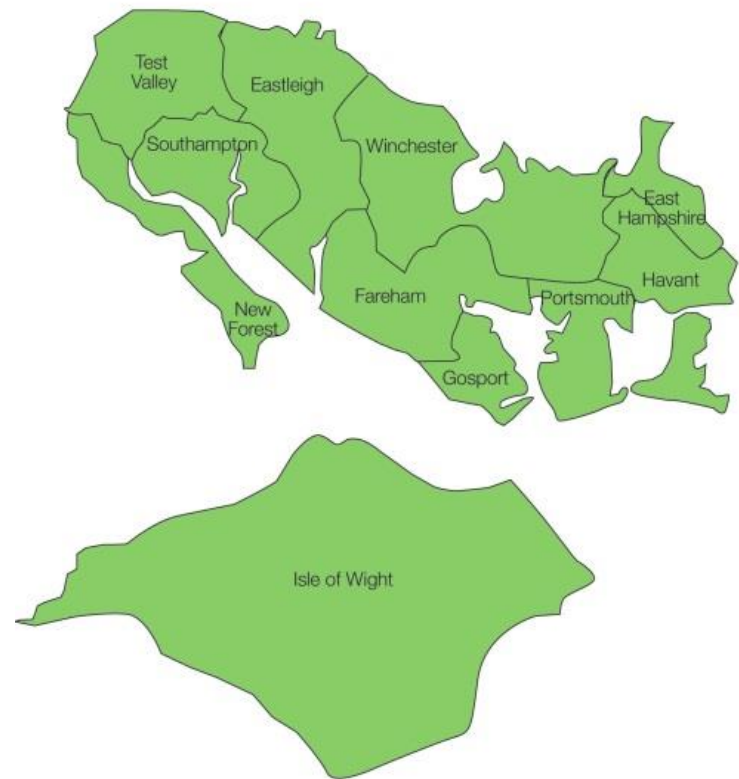 Test
Valley
Eastleigh
Southampton
Winchester
East
Hampshire
Havant
New
Forest
Fareham
Portsmouth
Gosport
Isle of Wight